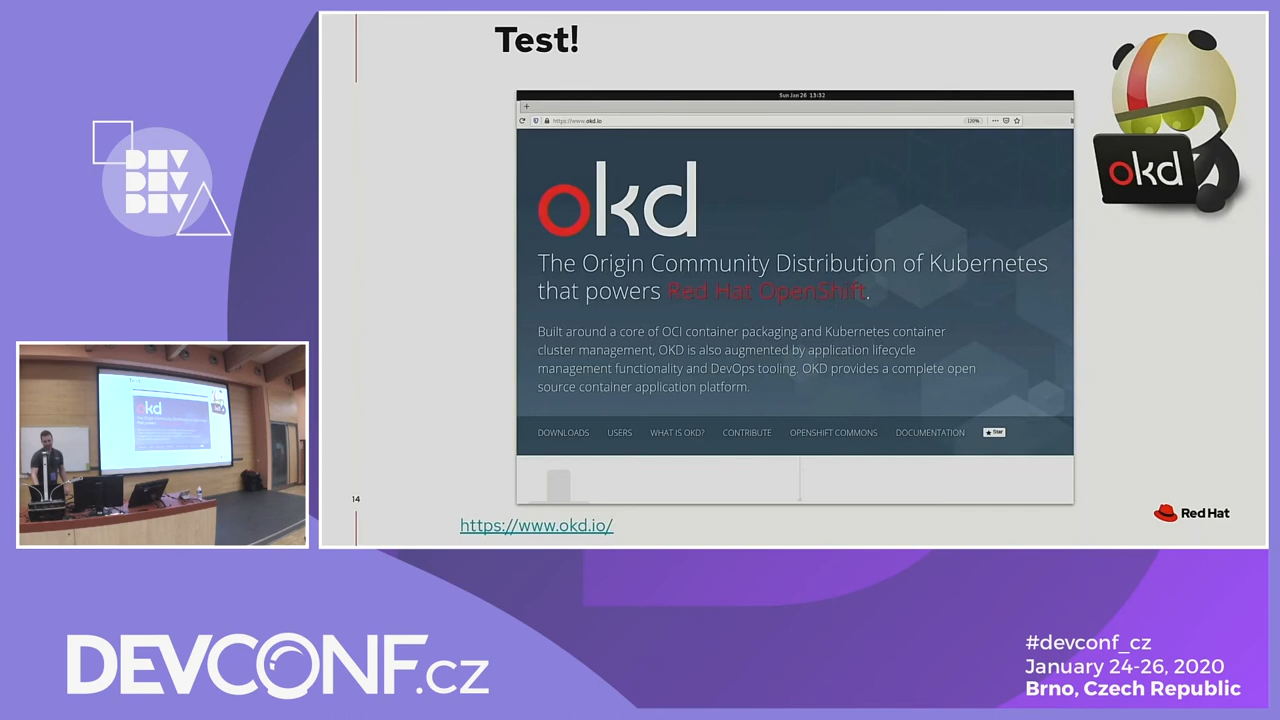 Test!
Sun Jan 26 13:32
https://www.okd.io
120%
okd
The Origin Community Distribution of Kubernetes
that powers Red Hat OpenShift.
Built around a core of OCI container packaging and Kubernetes container
cluster management, OKD is also augmented by application lifecycle
management functionality and DevOps tooling. OKD provides a complete open
source container application platform.
DOWNLOADS USERS WHAT IS OKD? CONTRIBUTE OPENSHIFT COMMONS DOCUMENTATION Star
okd
14
https://www.okd.io/
Red Hat
DEV
DEV
DEV
okd
DEVCONF.cz
#devconf_cz
January 24-26, 2020
Brno, Czech Republic